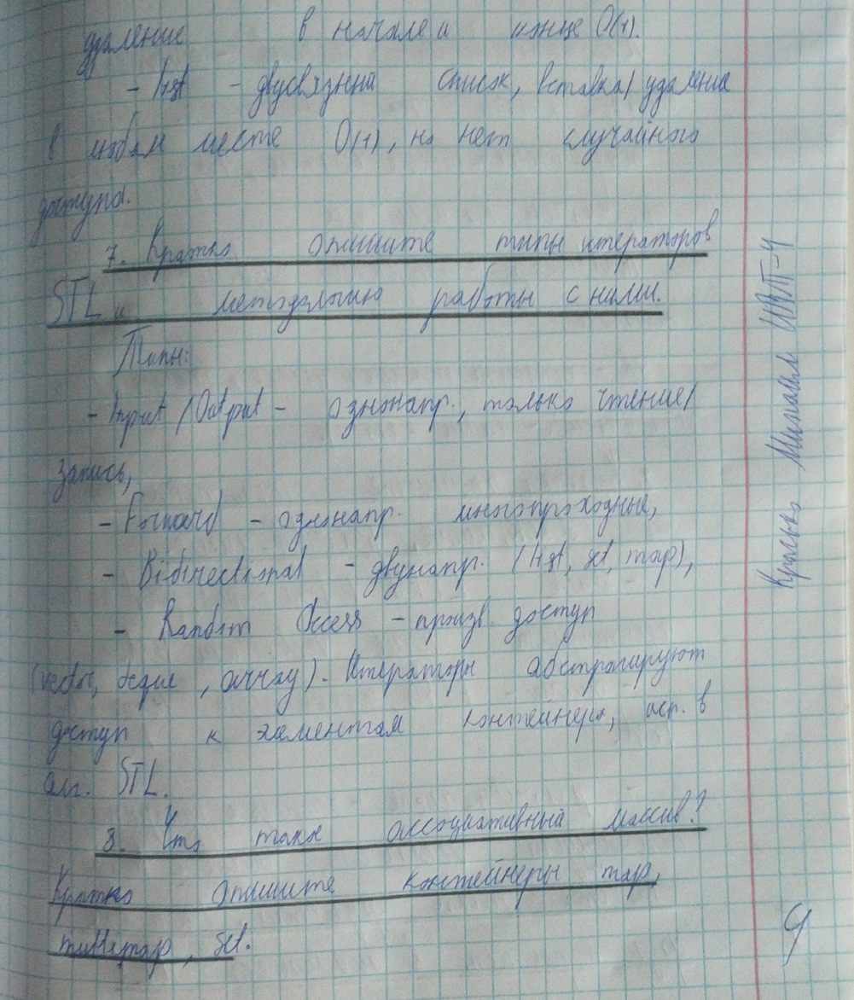 удаление в начале и конце O(1).
- list - двусвязный список, вставка/удаление
в любом месте O(1), но нет случайного
доступа.
7. Кратко опишите типы итераторов
STL и методологию работы с ними.
Типы:
- Input / Output - однонапр., только чтение/
запись,
- Forward - однонапр. многопроходные,
- Bidirectional - двунапр. (list, set, map),
- Random Access - произв. доступ
(vector, deque, array). Итераторы абстрагируют
доступ к элементам контейнера, исп. в
алг. STL.
8. Что такое ассоциативный массив?
Кратко опишите контейнеры map,
multimap, set.
Михаил
9